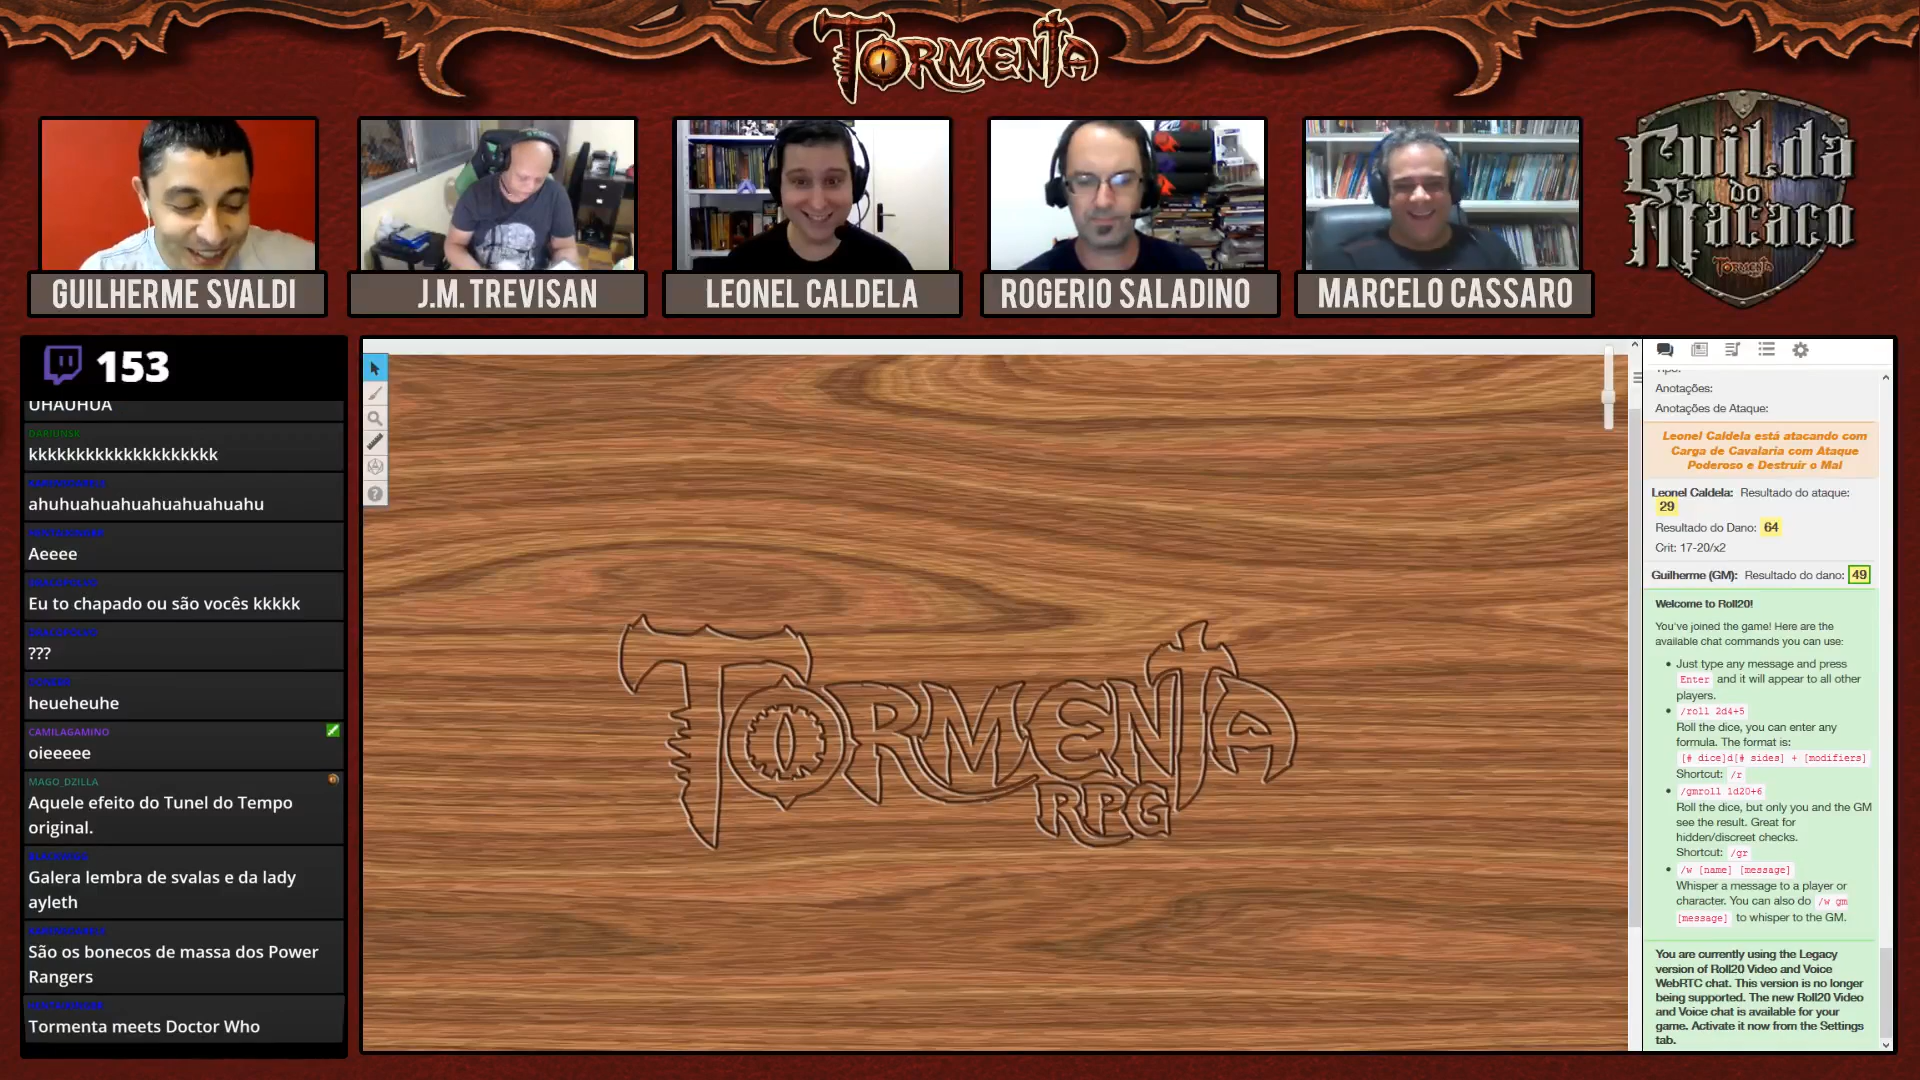 TORMENTA
GUILHERME SVALDI
J.M. TREVISAN
LEONEL CALDELA
ROGERIO SALADINO
MARCELO CASSARO
Guilda
do
Macaco
TORMENTA
153
UHAUHUA
DARIUNSK
kkkkkkkkkkkkkkkkkkkk
ahuhuahuahuahuahuahuahu
Aeeee
Eu to chapado ou são vocês kkkkk
???
heueheuhe
CAMILAGAMINO
oieeeee
MAGO_DZILLA
Aquele efeito do Tunel do Tempo
original.
Galera lembra de svalas e da lady
ayleth
São os bonecos de massa dos Power
Rangers
Tormenta meets Doctor Who
TORMENTA
RPG
Tipo:
Anotações:
Anotações de Ataque:
Leonel Caldela está atacando com
Carga de Cavalaria com Ataque
Poderoso e Destruir o Mal
Leonel Caldela: Resultado do ataque:
29
Resultado do Dano: 64
Crit: 17-20/x2
Guilherme (GM): Resultado do dano: 49
Welcome to Roll20!
You've joined the game! Here are the
available chat commands you can use:
• Just type any message and press
Enter and it will appear to all other
players.
• /roll 2d4+5
Roll the dice, you can enter any
formula. The format is:
[# dice]d[# sides] + [modifiers]
Shortcut: /r
• /gmroll 1d20+6
Roll the dice, but only you and the GM
see the result. Great for
hidden/discreet checks.
Shortcut: /gr
• /w [name] [message]
Whisper a message to a player or
character. You can also do /w gm
[message] to whisper to the GM.
You are currently using the Legacy
version of Roll20 Video and Voice
WebRTC chat. This version is no longer
being supported. The new Roll20 Video
and Voice chat is available for your
game. Activate it now from the Settings
tab.